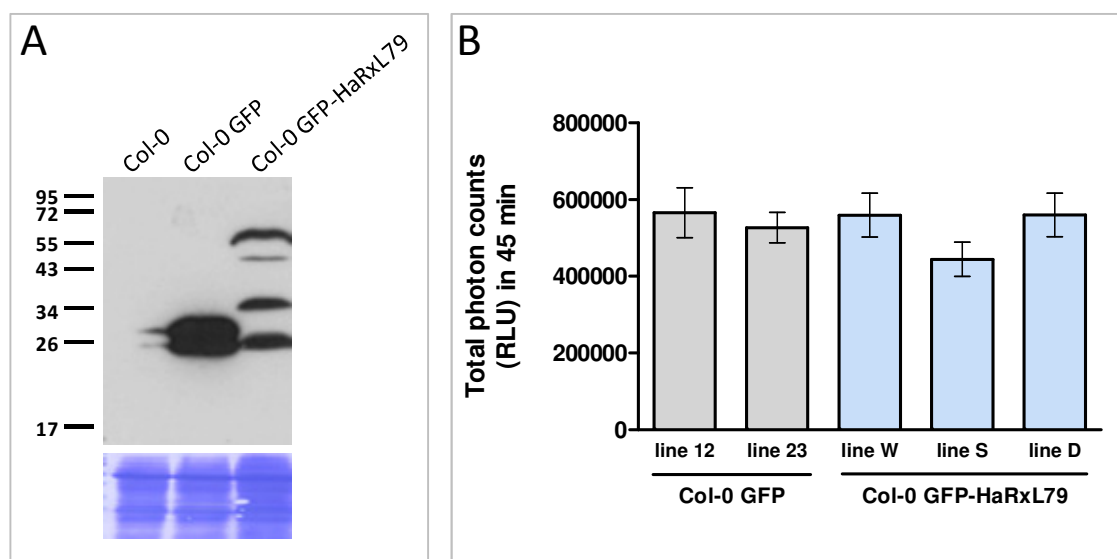 A
Col-0
Col-0 GFP
Col-0 GFP-HaRxL79
95
72
55
43
34
26
17
B
Total photon counts
(RLU) in 45 min
800000
600000
400000
200000
0
line 12
line 23
line W
line S
line D
Col-0 GFP
Col-0 GFP-HaRxL79